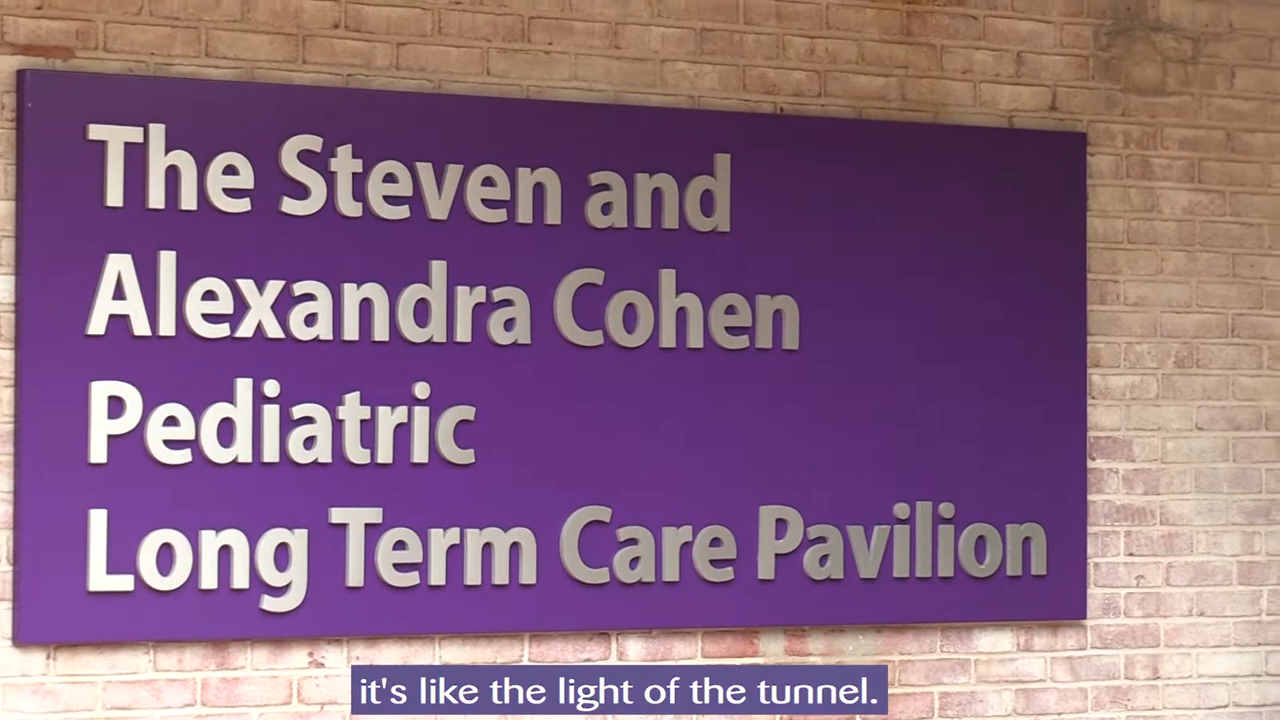 The Steven and
Alexandra Cohen
Pediatric
Long Term Care Pavilion
it's like the light of the tunnel.